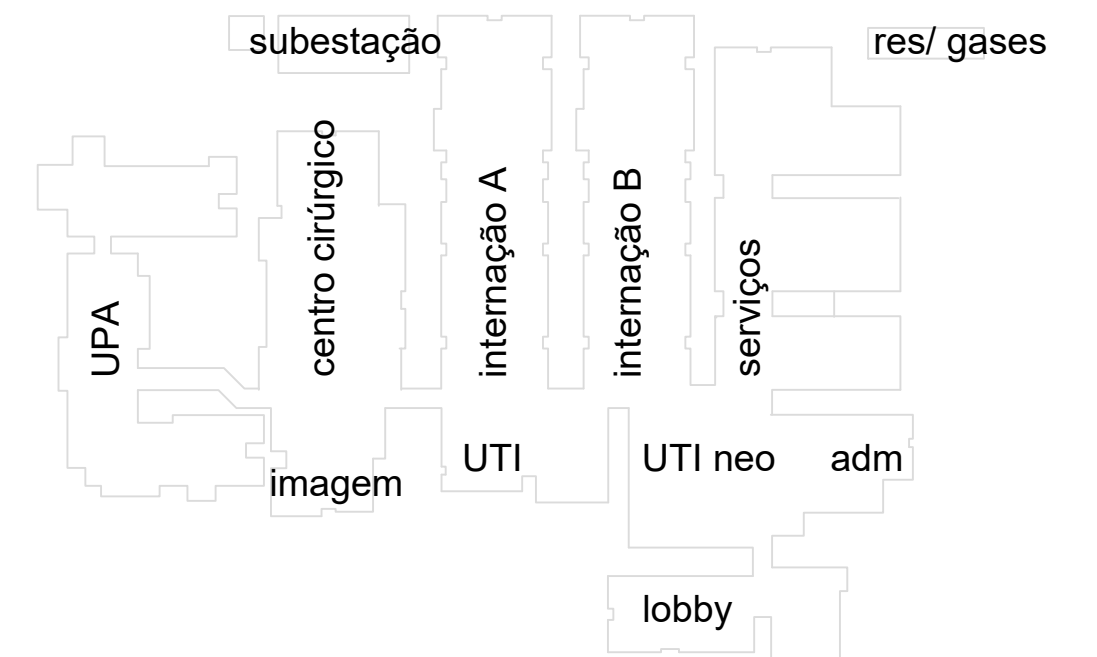 subestação
res/ gases
centro cirúrgico
internação A
internação B
serviços
UPA
UTI
UTI neo
adm
imagem
lobby